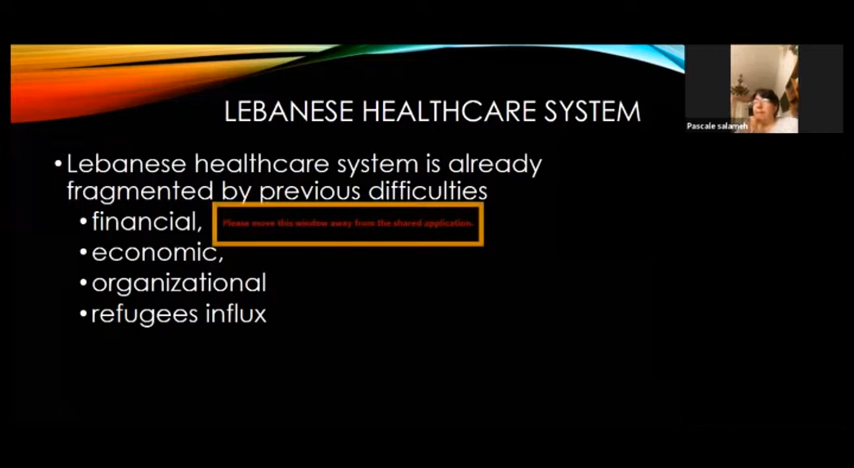 LEBANESE HEALTHCARE SYSTEM
Pascale salameh
•Lebanese healthcare system is already
fragmented by previous difficulties
•financial,
Please move this window away from the shared application.
•economic,
•organizational
•refugees influx